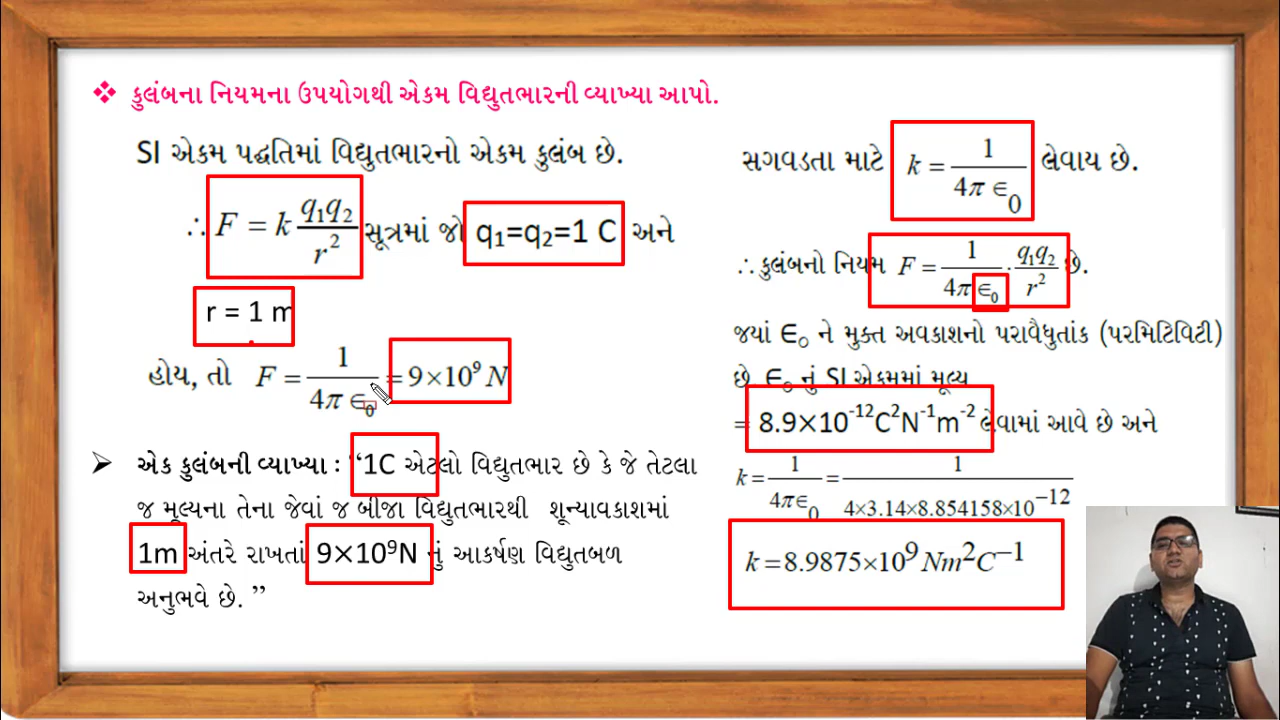 ❖ કુલંબના નિયમના ઉપયોગથી એકમ વિદ્યુતભારની વ્યાખ્યા આપો.
SI એકમ પદ્ધતિમાં વિદ્યુતભારનો એકમ કુલંબ છે.
∴ F = k q₁q₂ / r² સૂત્રમાં જો q₁=q₂=1 C અને
r = 1 m
હોય, તો F = 1 / 4π ∈₀ = 9×10⁹ N
➢ એક કુલંબની વ્યાખ્યા : “1C એટલો વિદ્યુતભાર છે કે જે તેટલા
જ મૂલ્યના તેના જેવાં જ બીજા વિદ્યુતભારથી શૂન્યાવકાશમાં
1m અંતરે રાખતાં 9×10⁹N નું આકર્ષણ વિદ્યુતબળ
અનુભવે છે. ”
સગવડતા માટે k = 1 / 4π ∈₀ લેવાય છે.
∴ કુલંબનો નિયમ F = 1 / 4π ∈₀ · q₁q₂ / r² છે.
જયાં ∈₀ ને મુક્ત અવકાશનો પરાવૈધુતાંક (પરમિટિવિટી)
છે. ∈₀ નું SI એકમમાં મૂલ્ય
= 8.9×10⁻¹²C²N⁻¹m⁻² લેવામાં આવે છે અને
k = 1 / 4π∈₀ = 1 / 4×3.14×8.854158×10⁻¹²
k = 8.9875×10⁹ Nm²C⁻¹